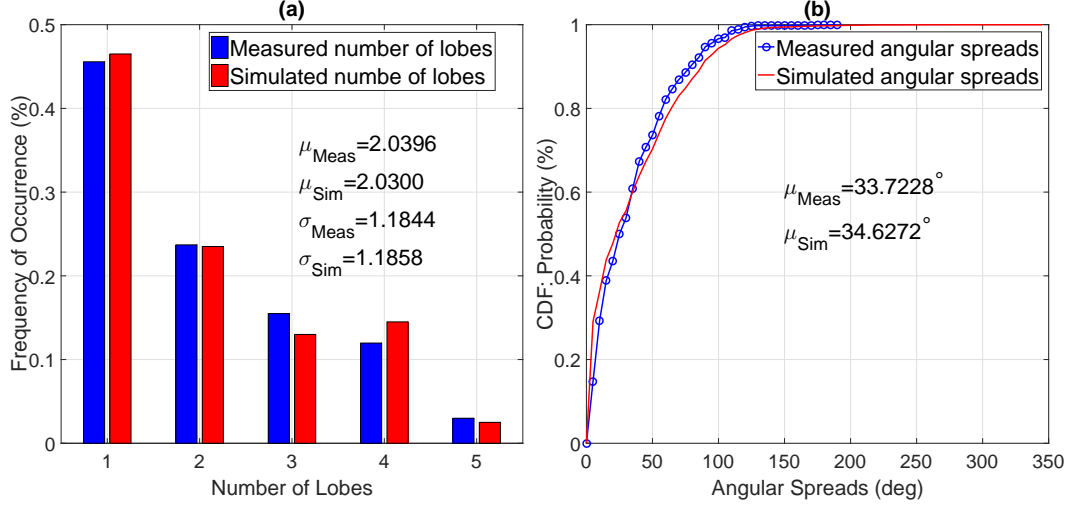 (a)
0.5
0.4
0.3
0.2
0.1
0
Frequency of Occurrence (%)
Measured number of lobes
Simulated numbe of lobes
μMeas=2.0396
μSim=2.0300
σMeas=1.1844
σSim=1.1858
1 2 3 4 5
Number of Lobes
(b)
1
0.8
0.6
0.4
0.2
0
CDF: Probability (%)
Measured angular spreads
Simulated angular spreads
μMeas=33.7228°
μSim=34.6272°
0 50 100 150 200 250 300 350
Angular Spreads (deg)